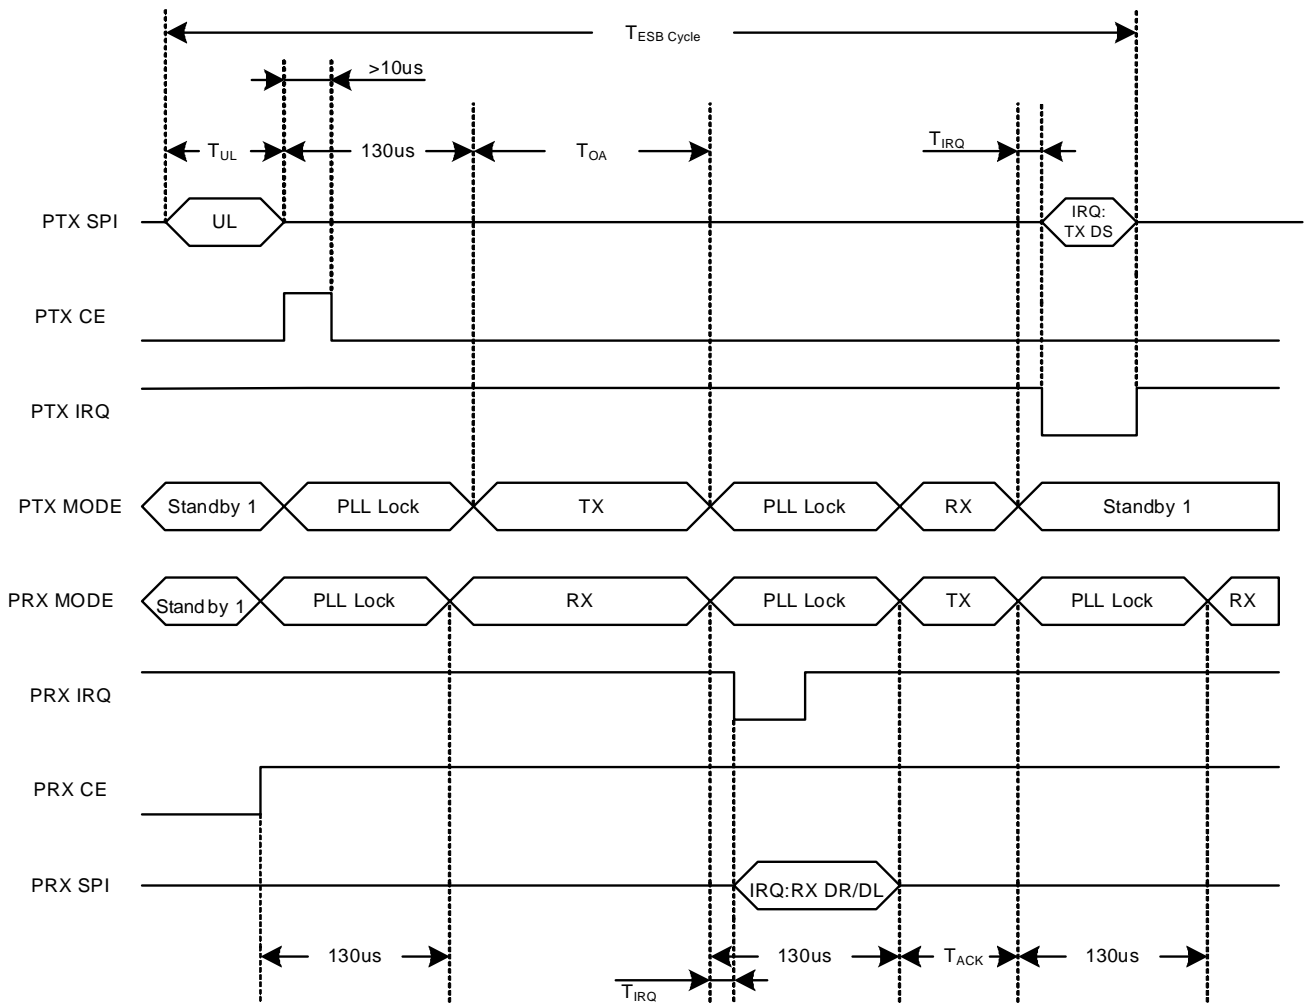 TESB Cycle
>10us
TUL 130us TOA TIRQ
PTX SPI UL IRQ:
TX DS
PTX CE
PTX IRQ
PTX MODE Standby 1 PLL Lock TX PLL Lock RX Standby 1
PRX MODE Stand by 1 PLL Lock RX PLL Lock TX PLL Lock RX
PRX IRQ
PRX CE
PRX SPI IRQ:RX DR/DL
130us 130us TACK 130us
TIRQ